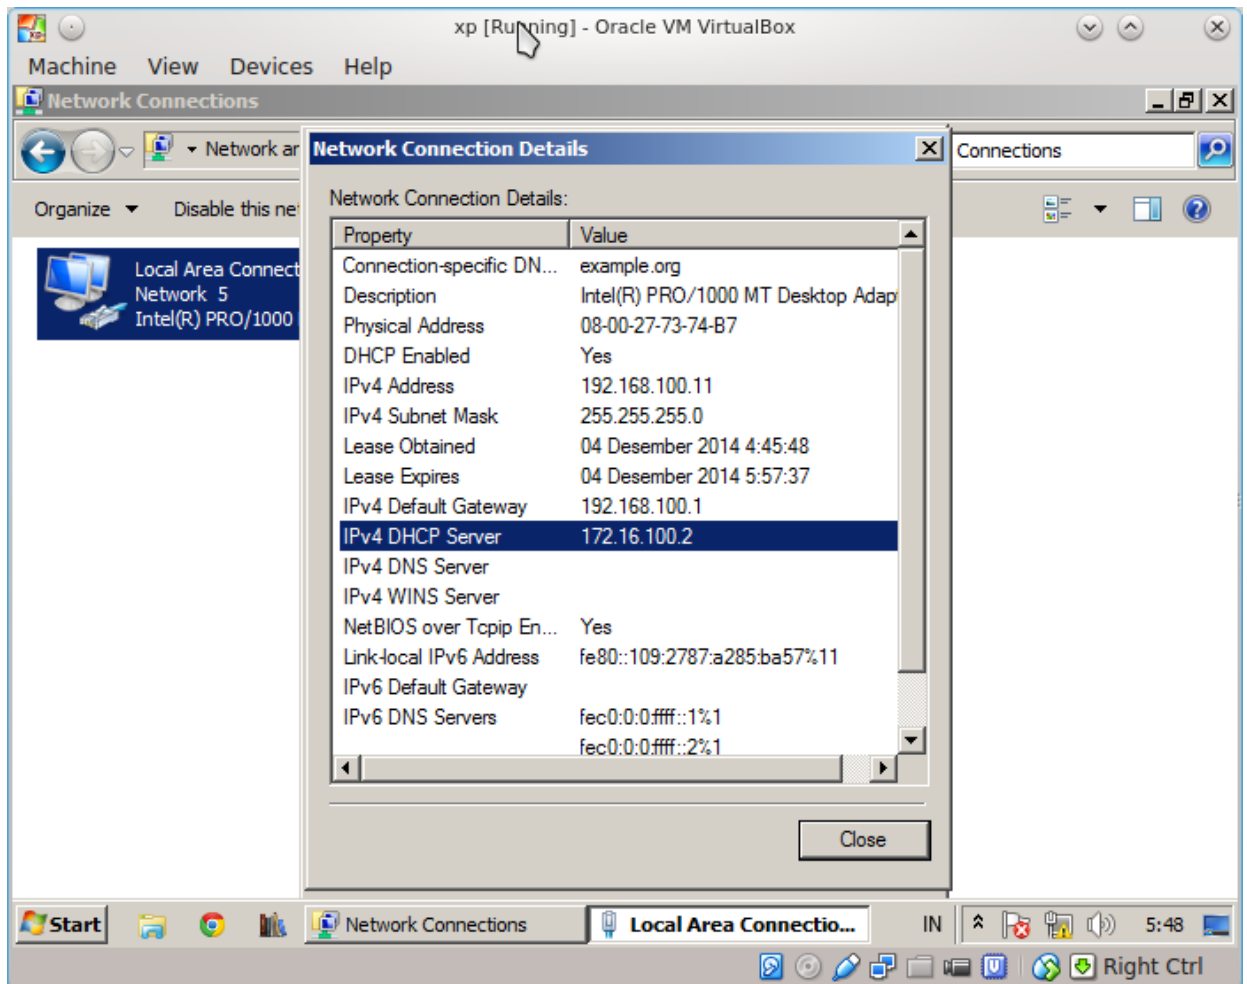 xp [Running] - Oracle VM VirtualBox
Machine View Devices Help
Network Connections
Network ar
Connections
Organize Disable this ne
Local Area Connect
Network 5
Intel(R) PRO/1000
Network Connection Details
Network Connection Details:
Property Value
Connection-specific DN... example.org
Description Intel(R) PRO/1000 MT Desktop Adap
Physical Address 08-00-27-73-74-B7
DHCP Enabled Yes
IPv4 Address 192.168.100.11
IPv4 Subnet Mask 255.255.255.0
Lease Obtained 04 Desember 2014 4:45:48
Lease Expires 04 Desember 2014 5:57:37
IPv4 Default Gateway 192.168.100.1
IPv4 DHCP Server 172.16.100.2
IPv4 DNS Server
IPv4 WINS Server
NetBIOS over Tcpip En... Yes
Link-local IPv6 Address fe80::109:2787:a285:ba57%11
IPv6 Default Gateway
IPv6 DNS Servers fec0:0:0:ffff::1%1
fec0:0:0:ffff::2%1
Close
Start Network Connections Local Area Connectio... IN 5:48
Right Ctrl